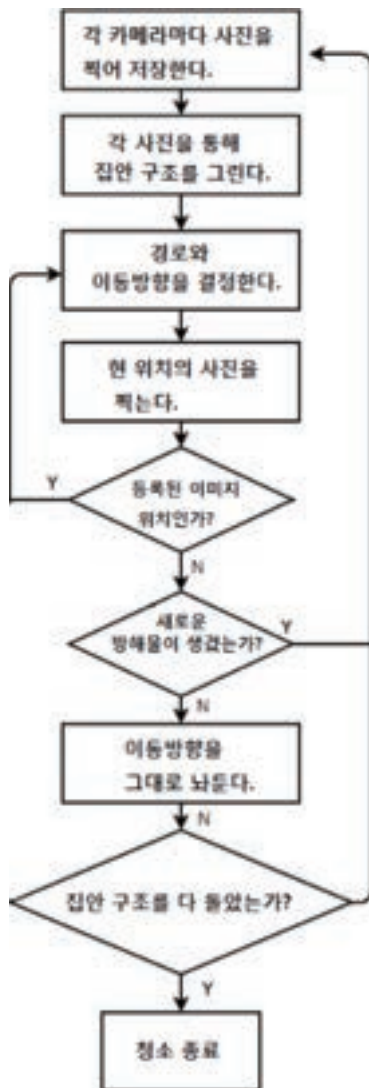 각 카메라마다 사진을
찍어 저장한다.
각 사진을 통해
집안 구조를 그린다.
경로와
이동방향을 결정한다.
현 위치의 사진을
찍는다.
Y
등록된 이미지
위치인가?
N
새로운
방해물이 생겼는가?
Y
N
이동방향을
그대로 놔둔다.
N
집안 구조를 다 돌았는가?
Y
청소 종료